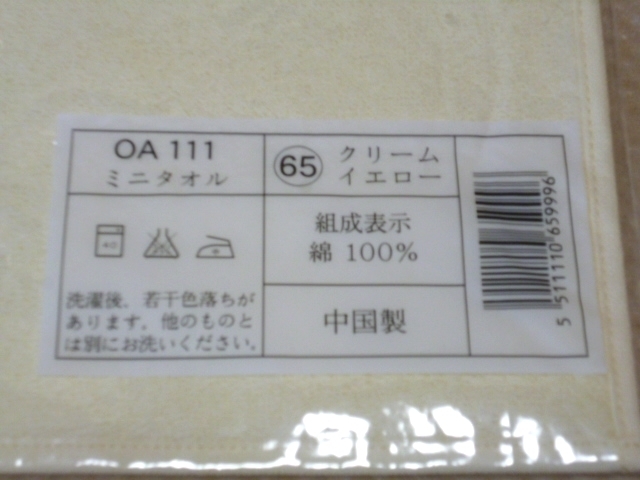 OA 111
ミニタオル
65 クリーム
イエロー
40
組成表示
綿 100%
洗濯後、若干色落ちが
あります。他のものと
は別にお洗いください。
中国製
5 511110 659996